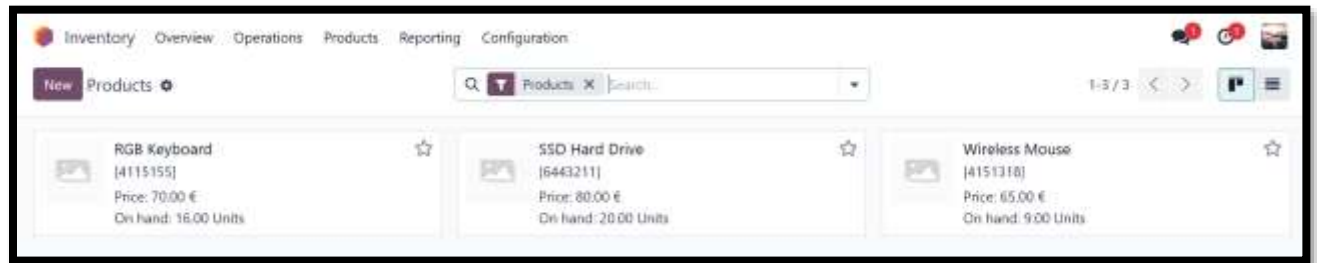 Inventory Overview Operations Products Reporting Configuration
New Products Products Search... 1-3 / 3
RGB Keyboard
[4115155]
Price: 70.00 €
On hand: 16.00 Units
SSD Hard Drive
[6443211]
Price: 80.00 €
On hand: 20.00 Units
Wireless Mouse
[4151318]
Price: 65.00 €
On hand: 9.00 Units